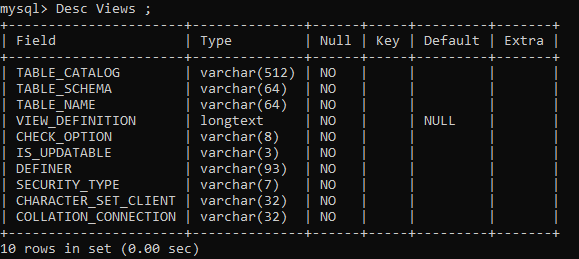 mysql> Desc Views ;
+----------------------+--------------+------+-----+---------+-------+
| Field                | Type         | Null | Key | Default | Extra |
+----------------------+--------------+------+-----+---------+-------+
| TABLE_CATALOG        | varchar(512) | NO   |     |         |       |
| TABLE_SCHEMA         | varchar(64)  | NO   |     |         |       |
| TABLE_NAME           | varchar(64)  | NO   |     |         |       |
| VIEW_DEFINITION      | longtext     | NO   |     | NULL    |       |
| CHECK_OPTION         | varchar(8)   | NO   |     |         |       |
| IS_UPDATABLE         | varchar(3)   | NO   |     |         |       |
| DEFINER              | varchar(93)  | NO   |     |         |       |
| SECURITY_TYPE        | varchar(7)   | NO   |     |         |       |
| CHARACTER_SET_CLIENT | varchar(32)  | NO   |     |         |       |
| COLLATION_CONNECTION | varchar(32)  | NO   |     |         |       |
+----------------------+--------------+------+-----+---------+-------+
10 rows in set (0.00 sec)